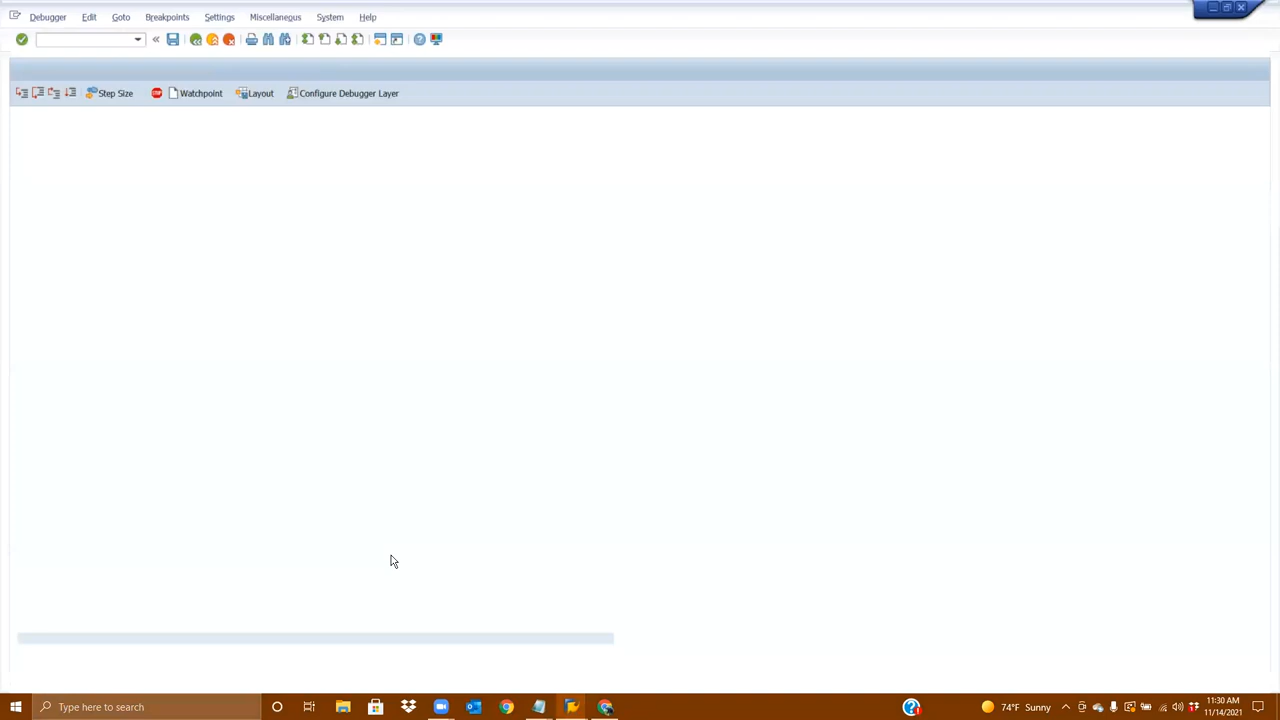 Debugger Edit Goto Breakpoints Settings Miscellaneous System Help
Step Size STOP Watchpoint Layout Configure Debugger Layer
Type here to search
74°F Sunny
11:30 AM
11/14/2021